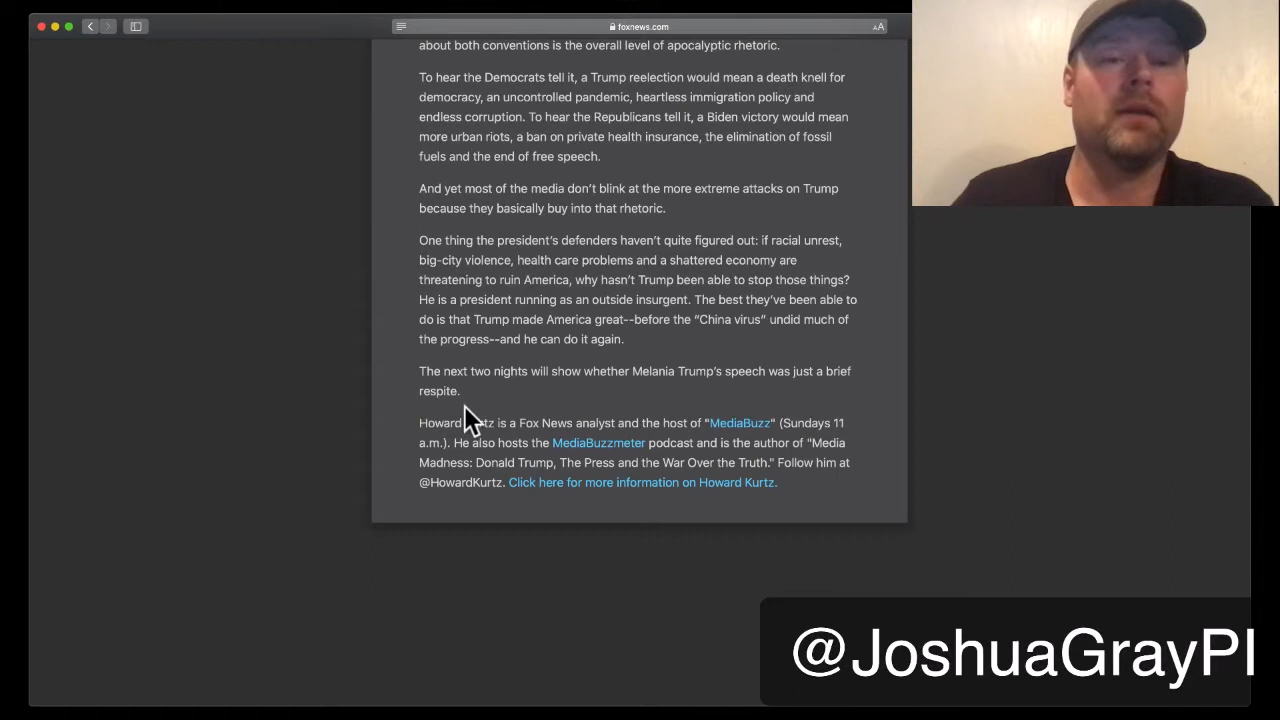 foxnews.com
AA
about both conventions is the overall level of apocalyptic rhetoric.
To hear the Democrats tell it, a Trump reelection would mean a death knell for
democracy, an uncontrolled pandemic, heartless immigration policy and
endless corruption. To hear the Republicans tell it, a Biden victory would mean
more urban riots, a ban on private health insurance, the elimination of fossil
fuels and the end of free speech.
And yet most of the media don’t blink at the more extreme attacks on Trump
because they basically buy into that rhetoric.
One thing the president’s defenders haven’t quite figured out: if racial unrest,
big-city violence, health care problems and a shattered economy are
threatening to ruin America, why hasn’t Trump been able to stop those things?
He is a president running as an outside insurgent. The best they’ve been able to
do is that Trump made America great--before the “China virus” undid much of
the progress--and he can do it again.
The next two nights will show whether Melania Trump’s speech was just a brief
respite.
Howard Kurtz is a Fox News analyst and the host of "MediaBuzz" (Sundays 11
a.m.). He also hosts the MediaBuzzmeter podcast and is the author of "Media
Madness: Donald Trump, The Press and the War Over the Truth." Follow him at
@HowardKurtz. Click here for more information on Howard Kurtz.
@JoshuaGrayPI